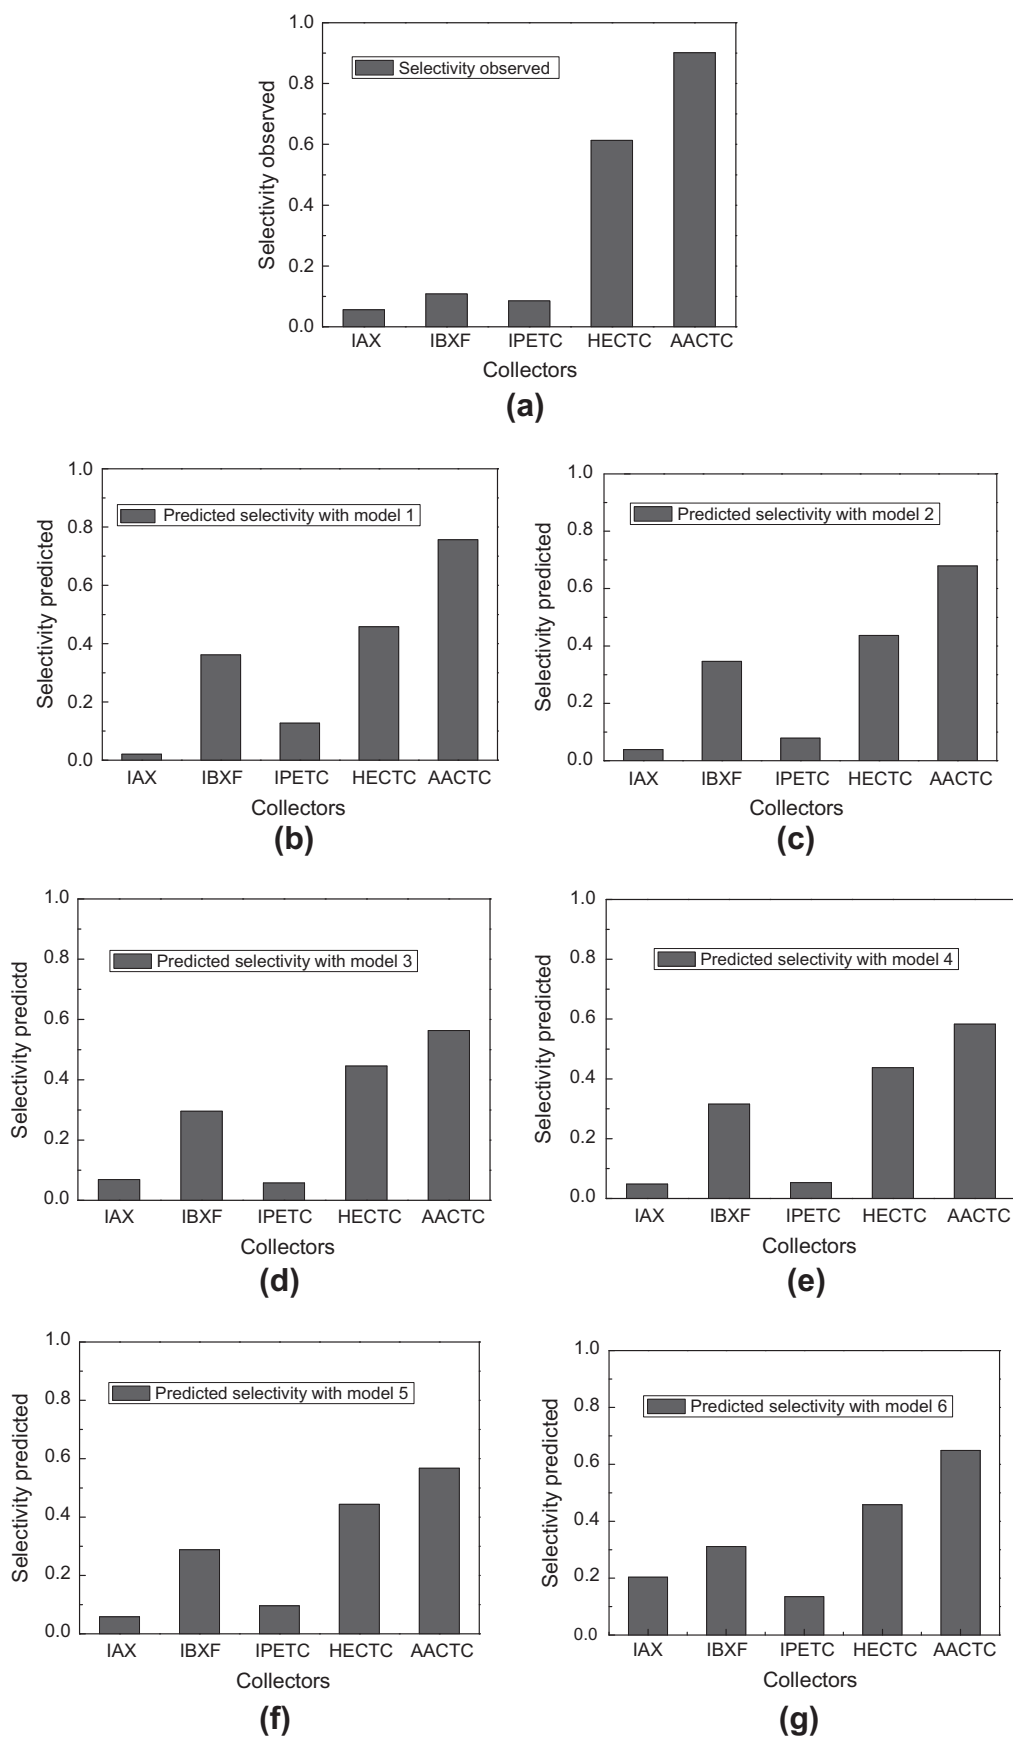 1.0
0.8
0.6
0.4
0.2
0.0
Selectivity observed
Selectivity observed
IAX IBXF IPETC HECTC AACTC
Collectors
(a)
1.0
0.8
0.6
0.4
0.2
0.0
Selectivity predicted
Predicted selectivity with model 1
IAX IBXF IPETC HECTC AACTC
Collectors
(b)
1.0
0.8
0.6
0.4
0.2
0.0
Selectivity predicted
Predicted selectivity with model 2
IAX IBXF IPETC HECTC AACTC
Collectors
(c)
1.0
0.8
0.6
0.4
0.2
0.0
Selectivity predictd
Predicted selectivity with model 3
IAX IBXF IPETC HECTC AACTC
Collectors
(d)
1.0
0.8
0.6
0.4
0.2
0.0
Selectivity predicted
Predicted selectivity with model 4
IAX IBXF IPETC HECTC AACTC
Collectors
(e)
1.0
0.8
0.6
0.4
0.2
0.0
Selectivity predicted
Predicted selectivity with model 5
IAX IBXF IPETC HECTC AACTC
Collectors
(f)
1.0
0.8
0.6
0.4
0.2
0.0
Selectivity predicted
Predicted selectivity with model 6
IAX IBXF IPETC HECTC AACTC
Collectors
(g)